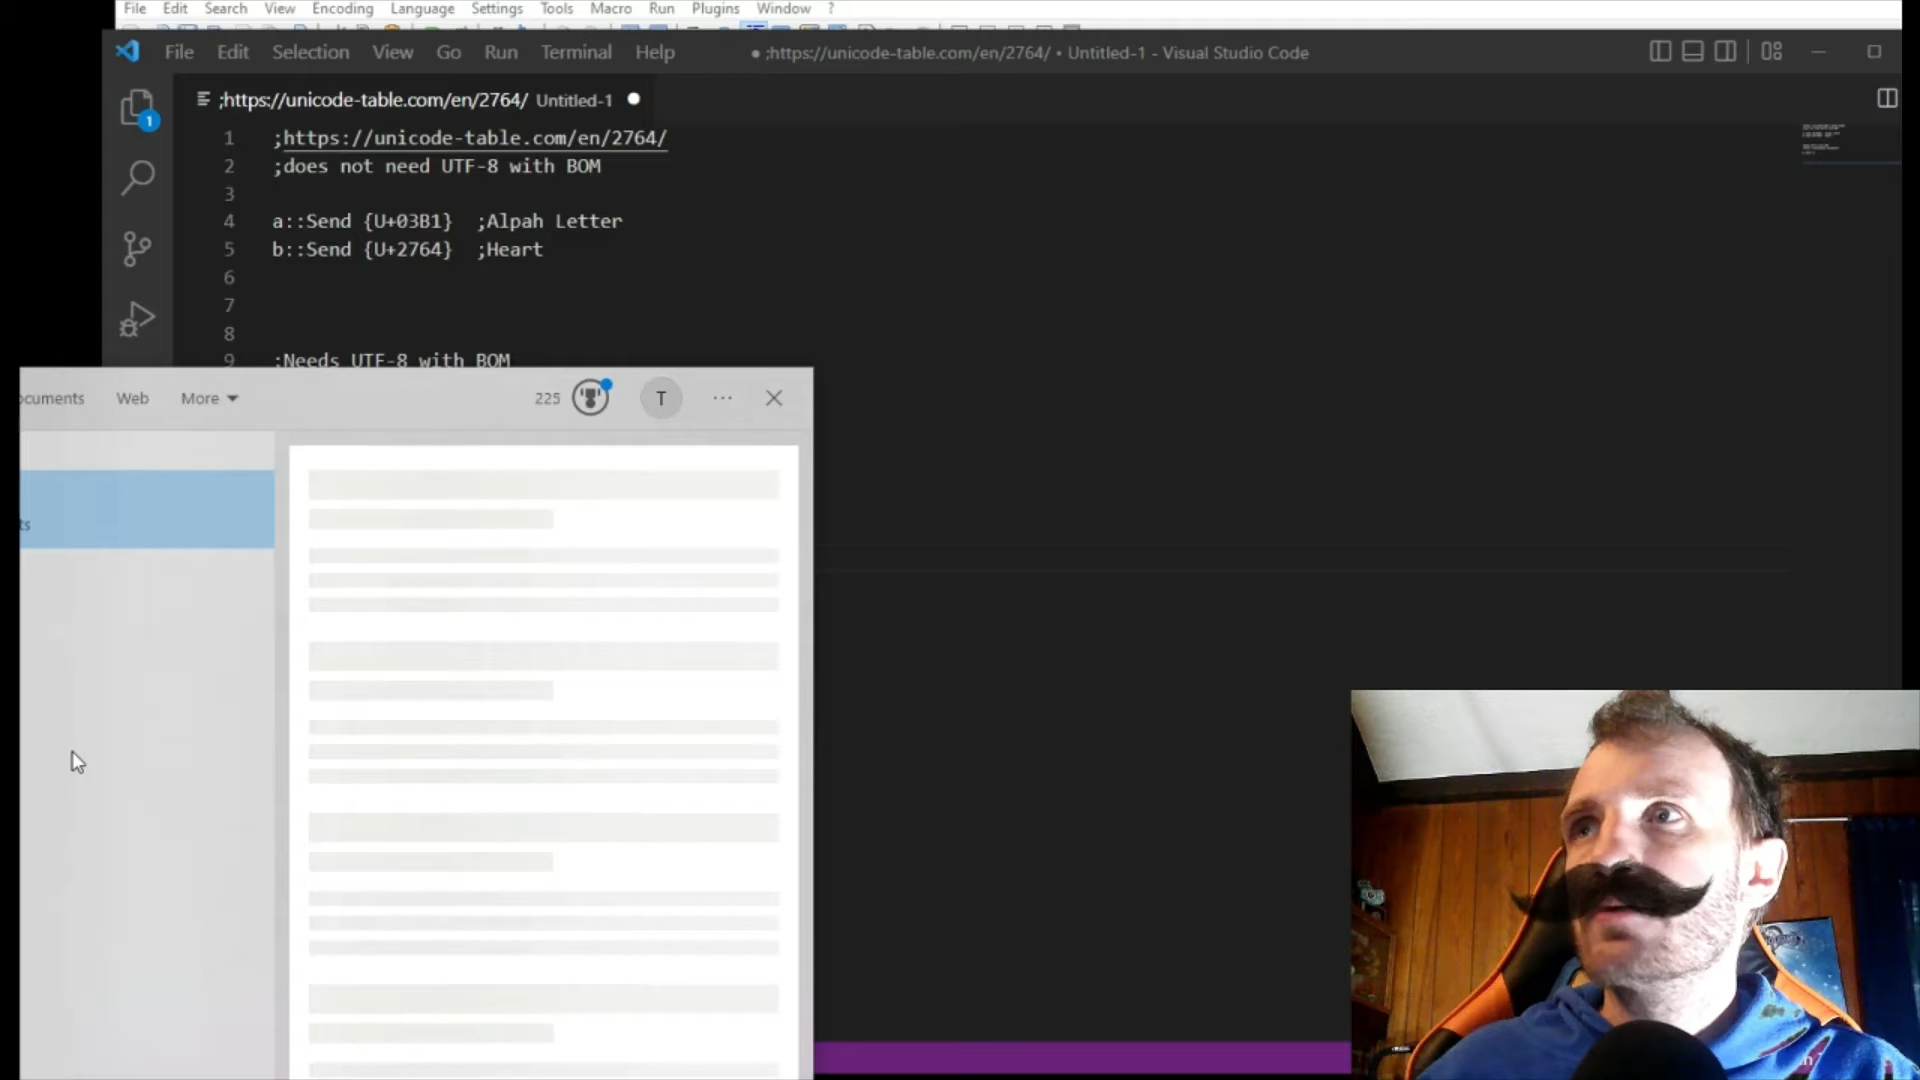 File Edit Search View Encoding Language Settings Tools Macro Run Plugins Window ?
File Edit Selection View Go Run Terminal Help
● ;https://unicode-table.com/en/2764/ • Untitled-1 - Visual Studio Code
;https://unicode-table.com/en/2764/ Untitled-1 ●
1
1 ;https://unicode-table.com/en/2764/
2 ;does not need UTF-8 with BOM
3
4 a::Send {U+03B1} ;Alpah Letter
5 b::Send {U+2764} ;Heart
6
7
8
9 ;Needs UTF-8 with BOM
ocuments Web More 225 T ···
ts